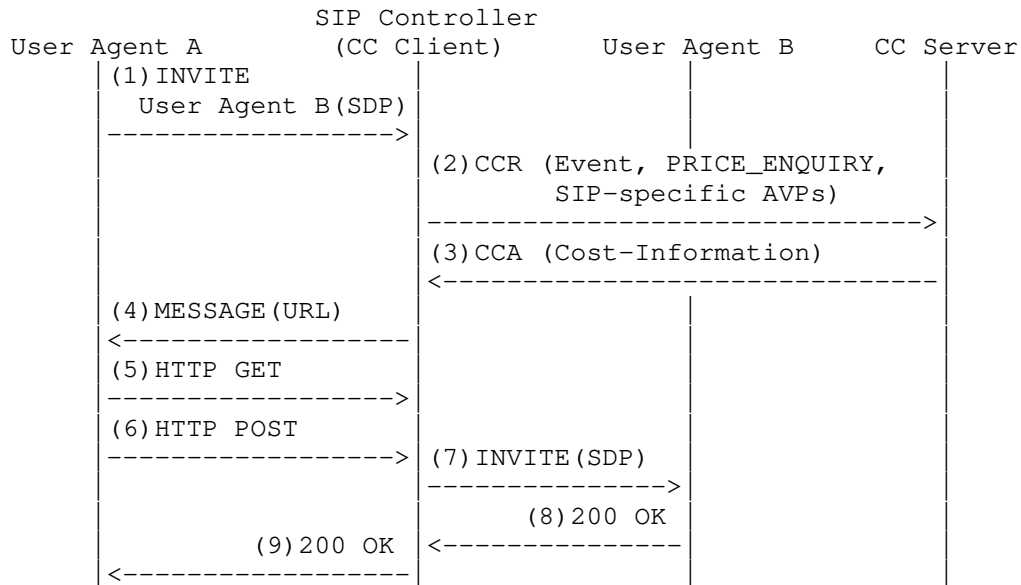 SIP Controller
User Agent A (CC Client) User Agent B CC Server
(1)INVITE
User Agent B(SDP)
(2)CCR (Event, PRICE_ENQUIRY,
SIP-specific AVPs)
(3)CCA (Cost-Information)
(4)MESSAGE(URL)
(5)HTTP GET
(6)HTTP POST
(7)INVITE(SDP)
(8)200 OK
(9)200 OK